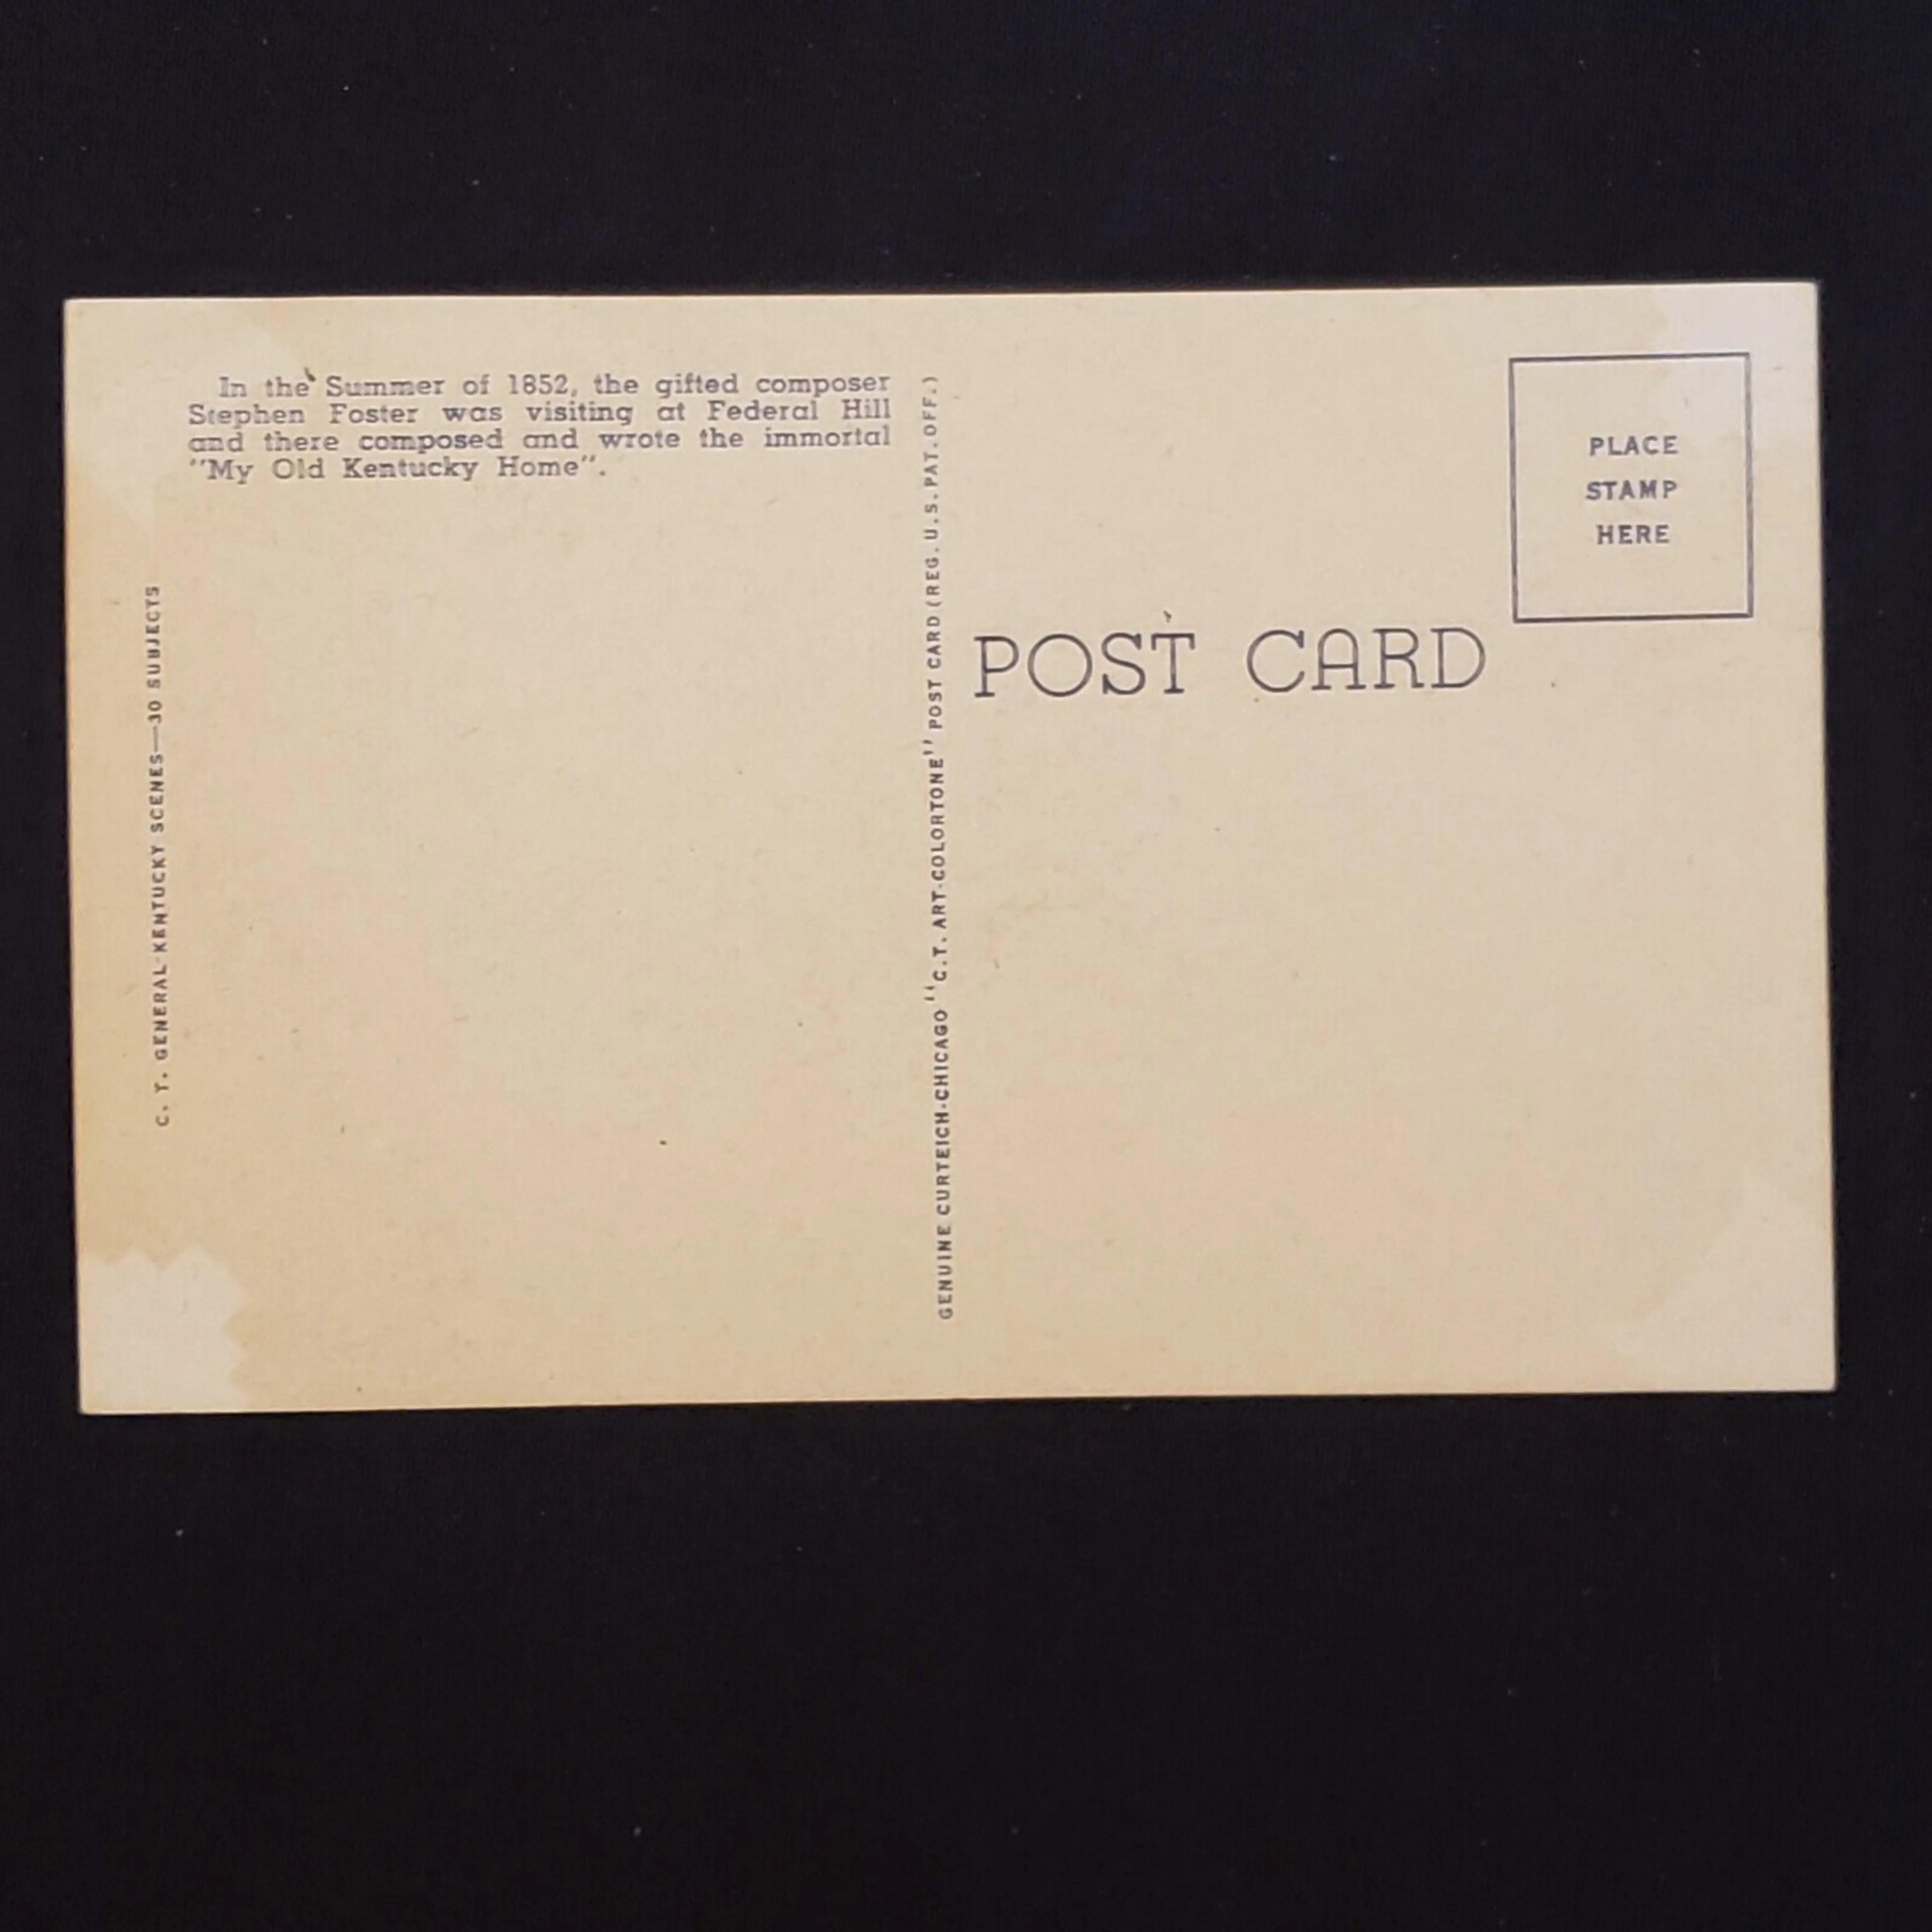 In the Summer of 1852, the gifted composer
Stephen Foster was visiting at Federal Hill
and there composed and wrote the immortal
"My Old Kentucky Home".
C. T. GENERAL-KENTUCKY SCENES—30 SUBJECTS
GENUINE CURTEICH-CHICAGO "C.T. ART-COLORTONE" POST CARD (REG. U.S. PAT. OFF.)
POST CARD
PLACE
STAMP
HERE